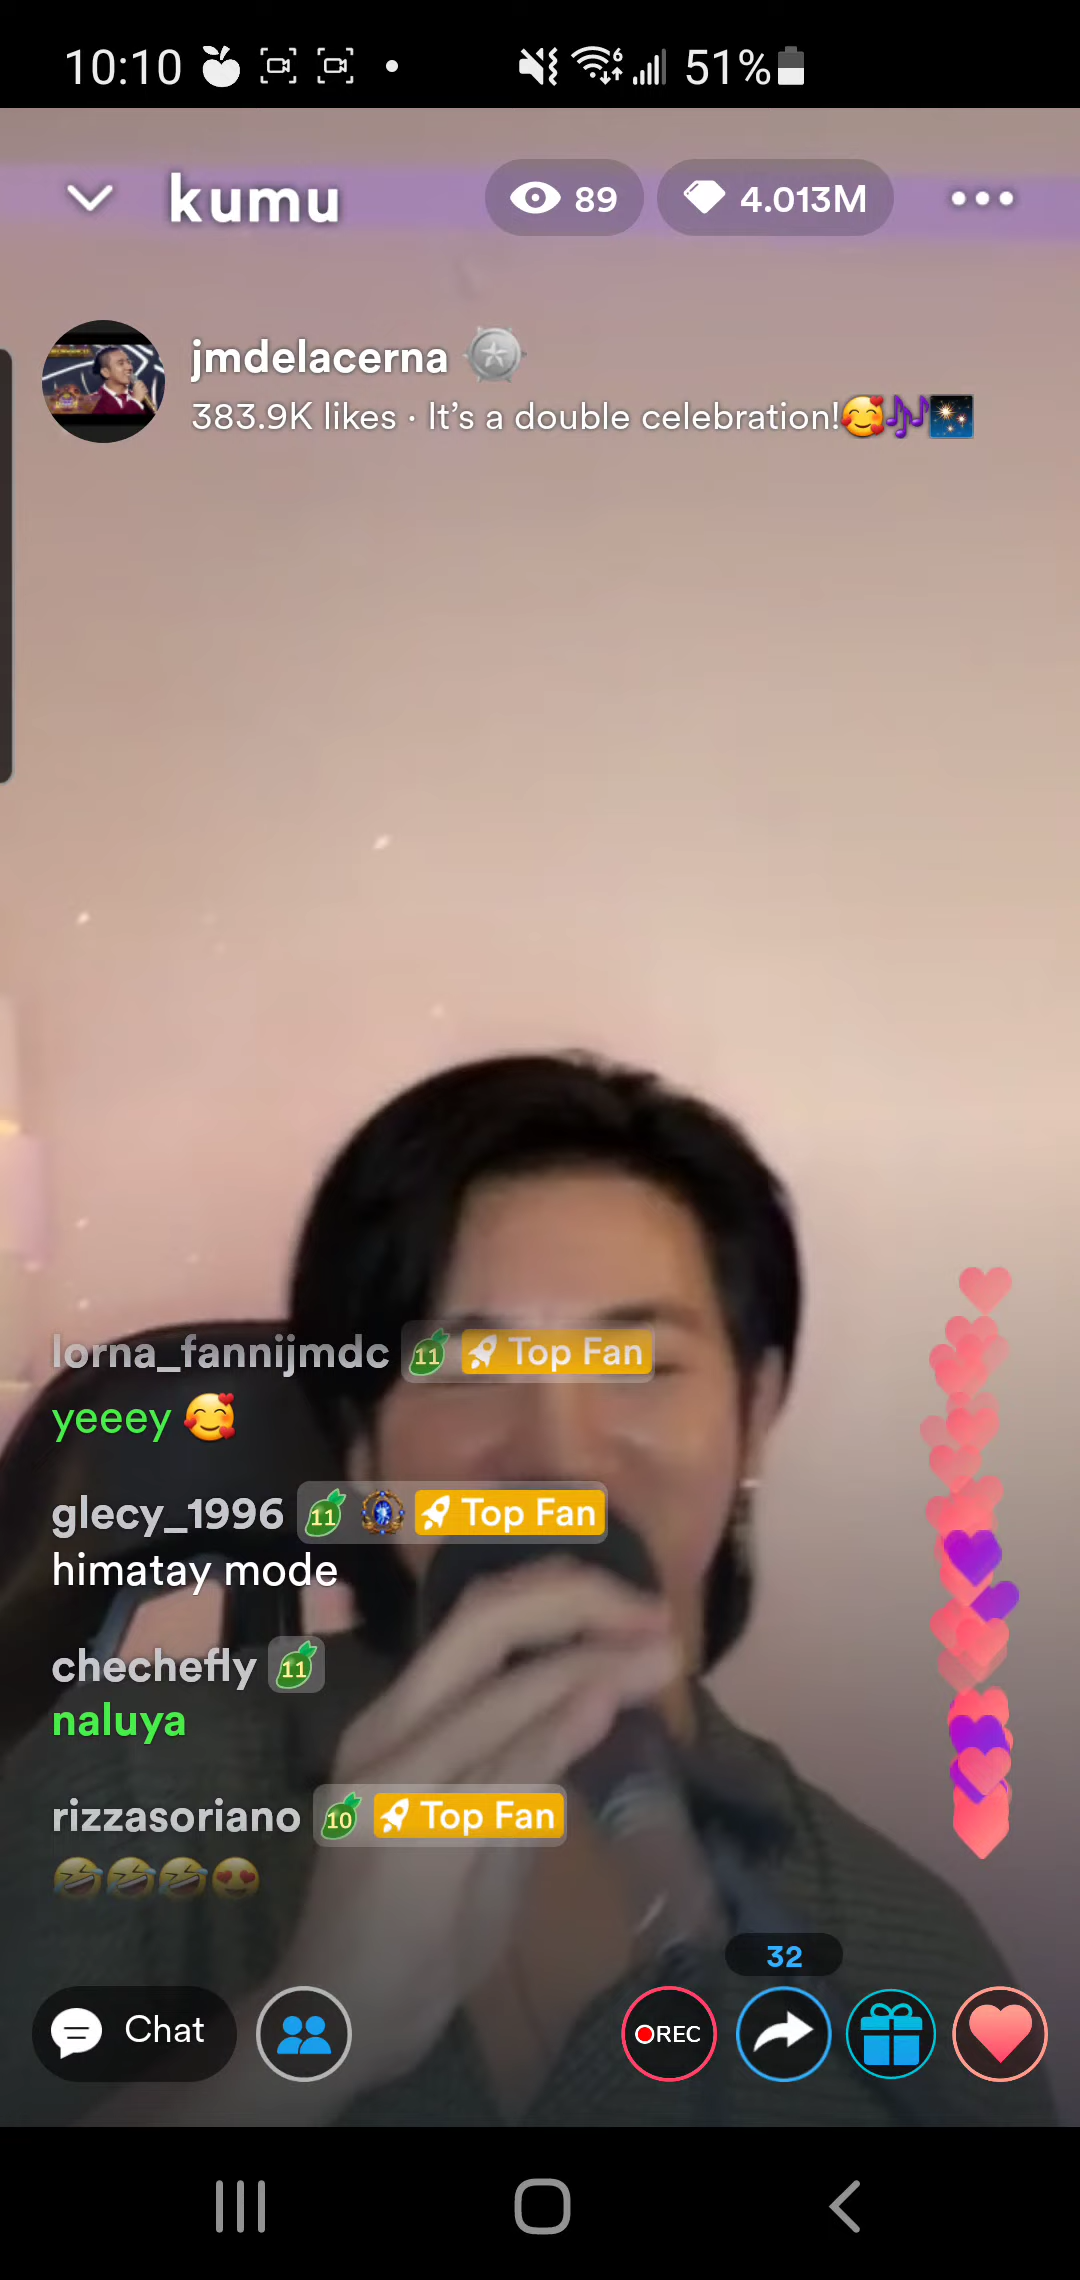 10:10 51%
kumu 89 4.013M
jmdelacerna
383.9K likes · It’s a double celebration!🥰🎶🎇
lorna_fannijmdc 11 Top Fan
yeeey 🥰
glecy_1996 11 Top Fan
himatay mode
chechefly 11
naluya
rizzasoriano 10 Top Fan
🤣🤣🤣😍
32
Chat REC